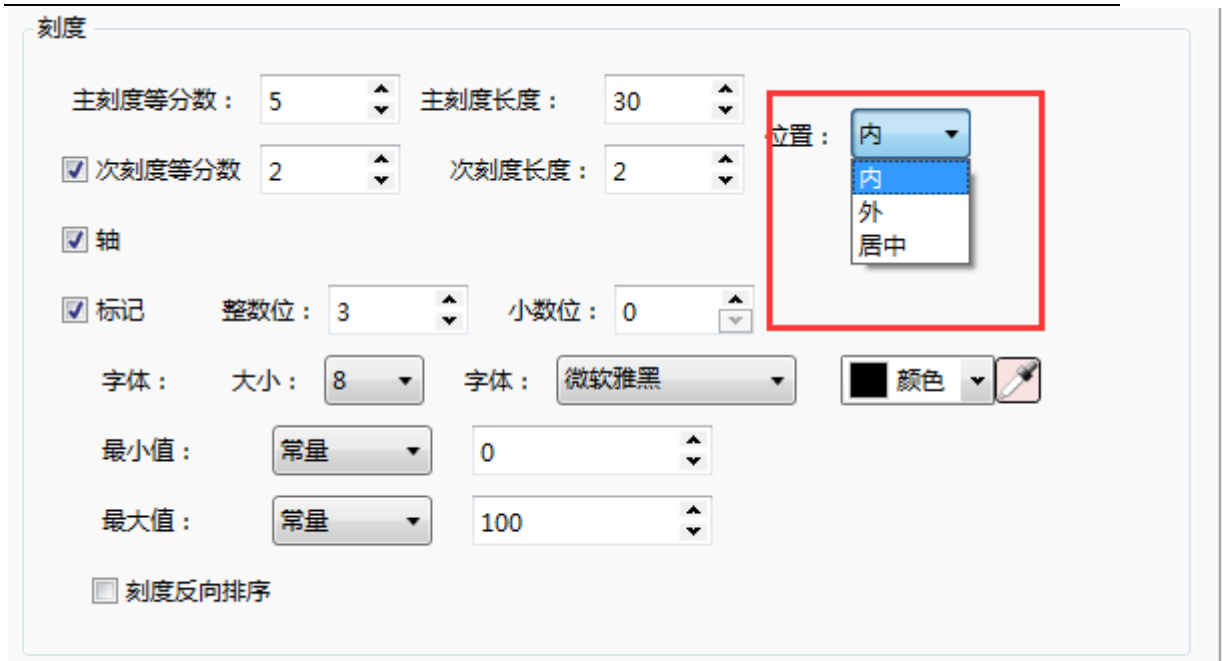 刻度
主刻度等分数： 5 主刻度长度： 30
位置： 内
次刻度等分数 2 次刻度长度： 2
内
外
居中
轴
标记 整数位： 3 小数位： 0
字体： 大小： 8 字体： 微软雅黑 颜色
最小值： 常量 0
最大值： 常量 100
刻度反向排序